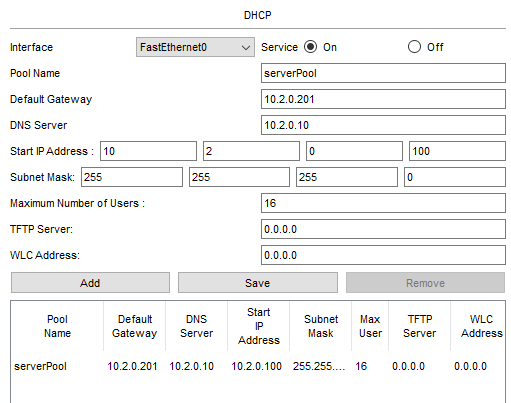 DHCP
Interface FastEthernet0 Service On Off
Pool Name serverPool
Default Gateway 10.2.0.201
DNS Server 10.2.0.10
Start IP Address : 10 2 0 100
Subnet Mask: 255 255 255 0
Maximum Number of Users : 16
TFTP Server: 0.0.0.0
WLC Address: 0.0.0.0
Add Save Remove
Pool Name Default Gateway DNS Server Start IP Address Subnet Mask Max User TFTP Server WLC Address
serverPool 10.2.0.201 10.2.0.10 10.2.0.100 255.255.... 16 0.0.0.0 0.0.0.0